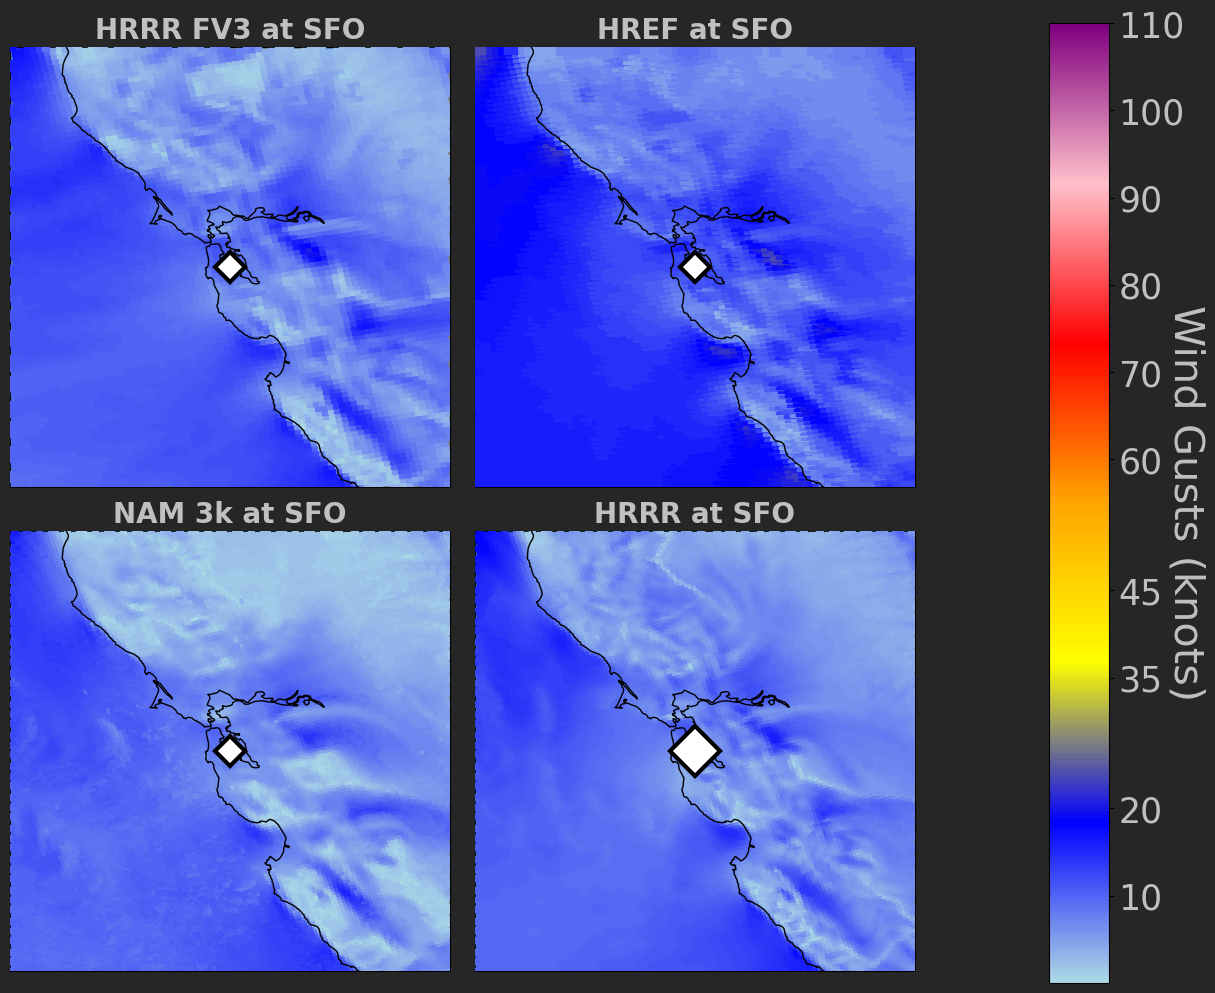 HRRR FV3 at SFO
HREF at SFO
NAM 3k at SFO
HRRR at SFO
110
100
90
80
70
60
45
35
20
10
Wind Gusts (knots)